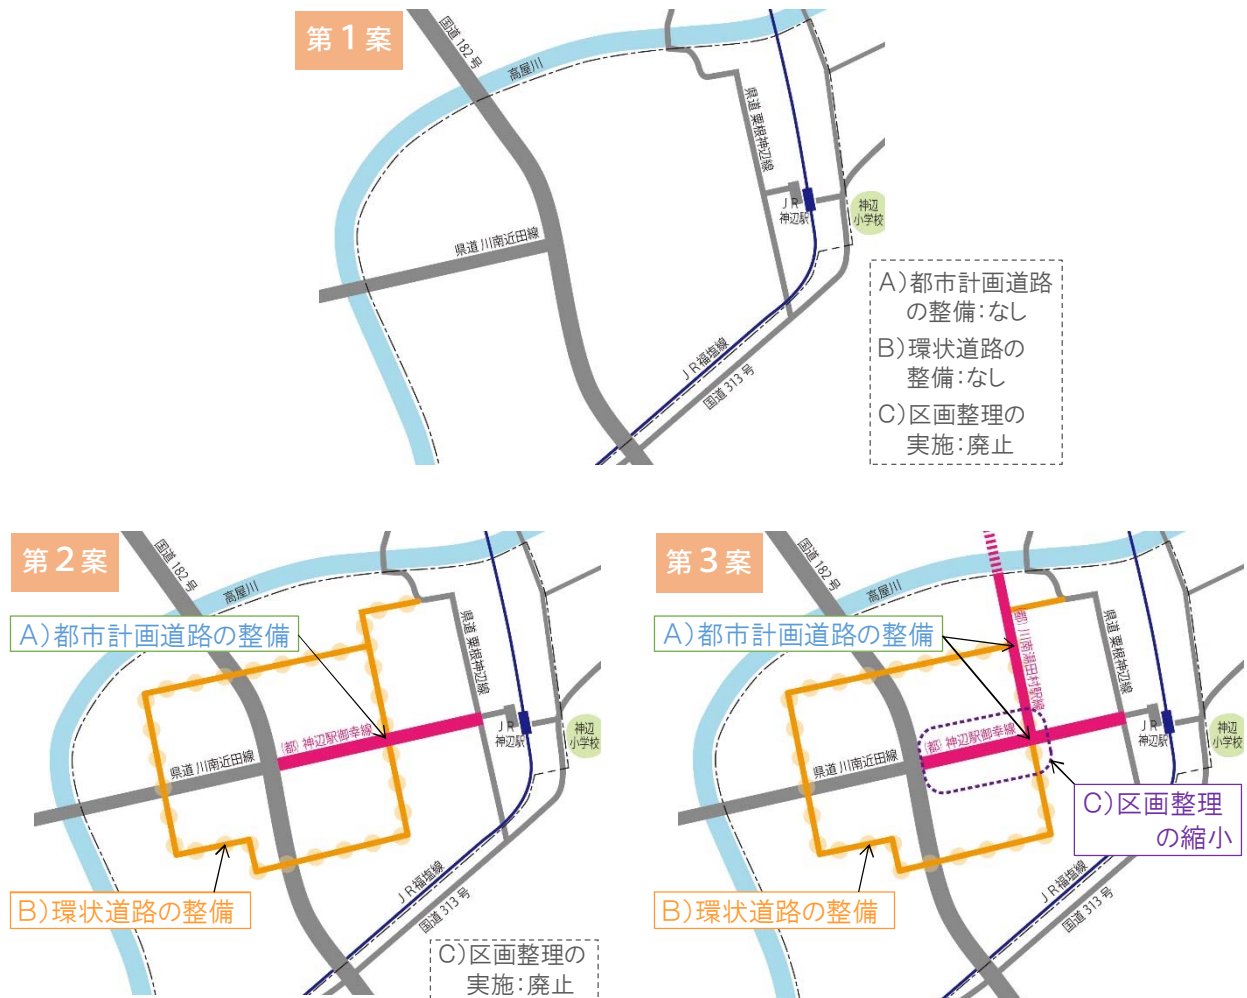 第1案
国道182号
高屋川
県道 粟根神辺線
JR
神辺駅
神辺
小学校
県道 川南近田線
JR福塩線
国道313号
A)都市計画道路
の整備:なし
B)環状道路の
整備:なし
C)区画整理の
実施:廃止
第2案
国道182号
高屋川
A)都市計画道路の整備
県道 粟根神辺線
(都) 神辺駅御幸線
JR
神辺駅
神辺
小学校
県道 川南近田線
B)環状道路の整備
JR福塩線
国道313号
C)区画整理の
実施:廃止
第3案
国道182号
高屋川
A)都市計画道路の整備
(都) 川南湯田村駅線
県道 粟根神辺線
(都) 神辺駅御幸線
JR
神辺駅
神辺
小学校
県道 川南近田線
C)区画整理
の縮小
B)環状道路の整備
JR福塩線
国道313号